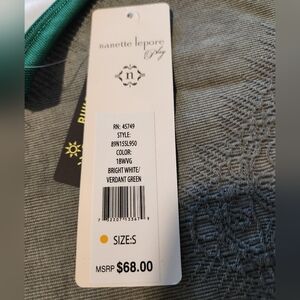 nanette lepore
Play
n
RN: 45749
STYLE:
89N155L950
COLOR:
18WVG
BRIGHT WHITE/
VERDANT GREEN
SIZE:S
MSRP $68.00